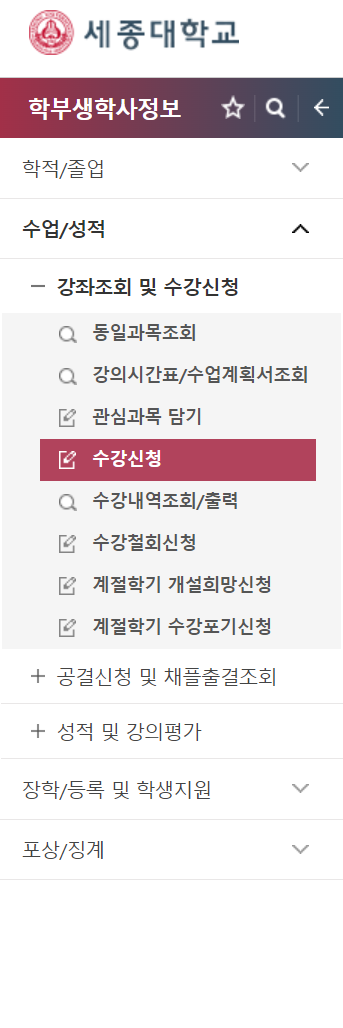 세종대학교
학부생학사정보
학적/졸업
수업/성적
강좌조회 및 수강신청
동일과목조회
강의시간표/수업계획서조회
관심과목 담기
수강신청
수강내역조회/출력
수강철회신청
계절학기 개설희망신청
계절학기 수강포기신청
공결신청 및 채플출결조회
성적 및 강의평가
장학/등록 및 학생지원
포상/징계